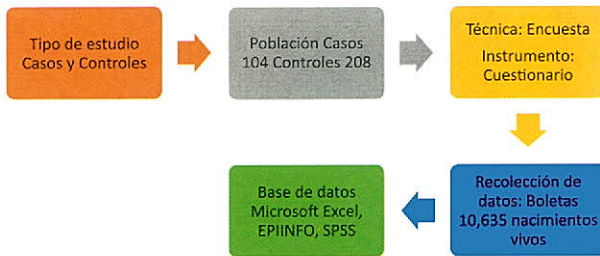 Tipo de estudio
Casos y Controles
Población Casos
104 Controles 208
Técnica: Encuesta
Instrumento:
Cuestionario
Recolección de
datos: Boletas
10,635 nacimientos
vivos
Base de datos
Microsoft Excel,
EPIINFO, SPSS